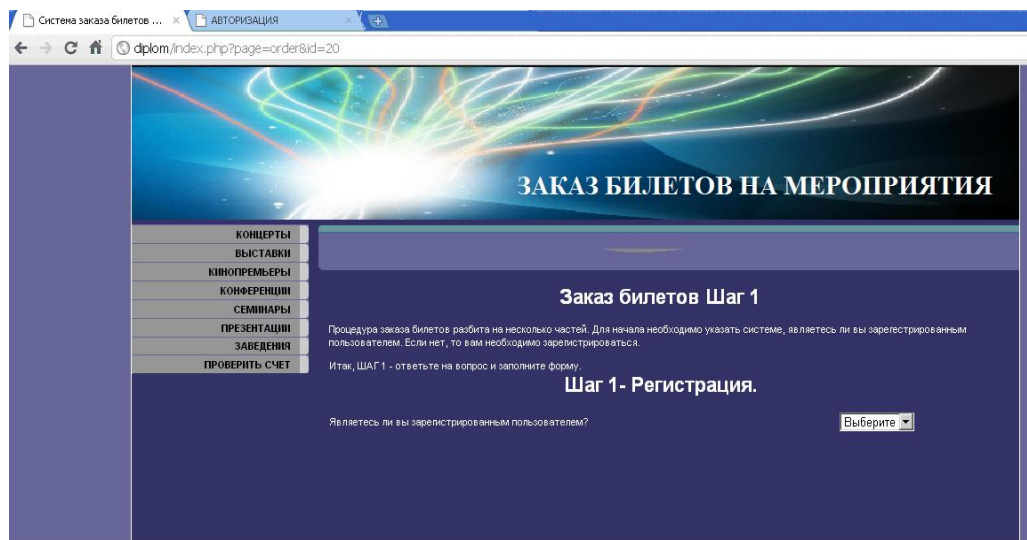 Система заказа билетов ...
АВТОРИЗАЦИЯ
diplom/index.php?page=order&id=20
ЗАКАЗ БИЛЕТОВ НА МЕРОПРИЯТИЯ
КОНЦЕРТЫ
ВЫСТАВКИ
КИНОПРЕМЬЕРЫ
КОНФЕРЕНЦИИ
СЕМИНАРЫ
ПРЕЗЕНТАЦИИ
ЗАВЕДЕНИЯ
ПРОВЕРИТЬ СЧЕТ
Заказ билетов Шаг 1
Процедура заказа билетов разбита на несколько частей. Для начала необходимо указать системе, являетесь ли вы зарегестрированным
пользователем. Если нет, то вам необходимо зарегистрироваться.
Итак, ШАГ 1 - ответьте на вопрос и заполните форму.
Шаг 1- Регистрация.
Являетесь ли вы зарегистрированным пользователем?
Выберите